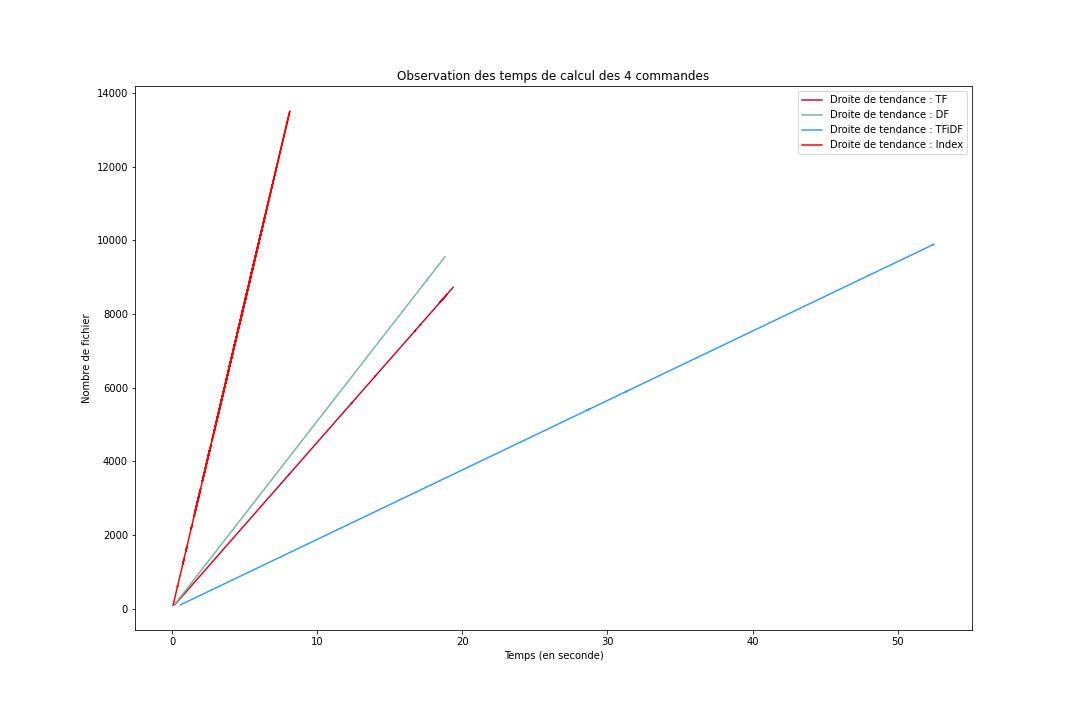 Observation des temps de calcul des 4 commandes
14000
12000
10000
8000
6000
4000
2000
0
Nombre de fichier
Droite de tendance : TF
Droite de tendance : DF
Droite de tendance : TFiDF
Droite de tendance : Index
0 10 20 30 40 50
Temps (en seconde)